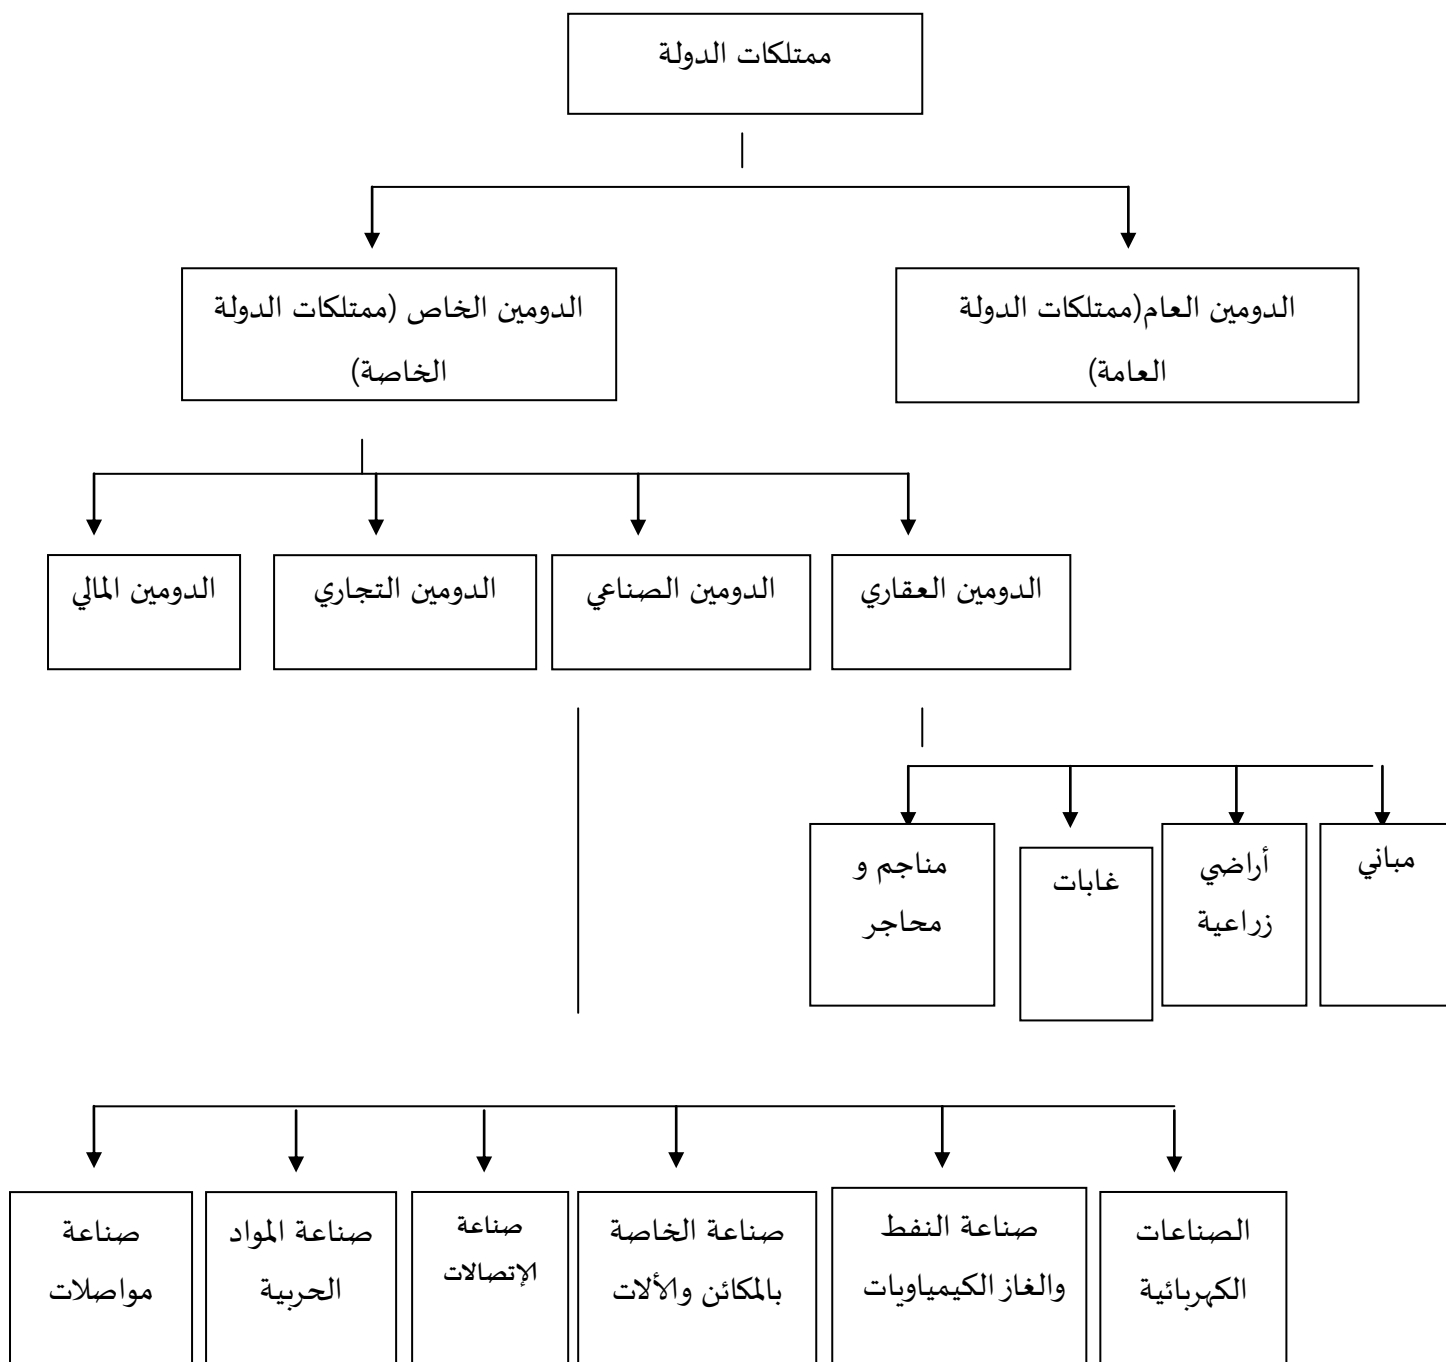 ممتلكات الدولة
الدومين العام(ممتلكات الدولة
العامة)
الدومين الخاص (ممتلكات الدولة
الخاصة)
الدومين العقاري
الدومين الصناعي
الدومين التجاري
الدومين المالي
مباني
أراضي
زراعية
غابات
مناجم و
محاجر
الصناعات
الكهربائية
صناعة النفط
والغاز الكيمياويات
صناعة الخاصة
بالمكائن والألات
صناعة
الإتصالات
صناعة المواد
الحربية
صناعة
مواصلات